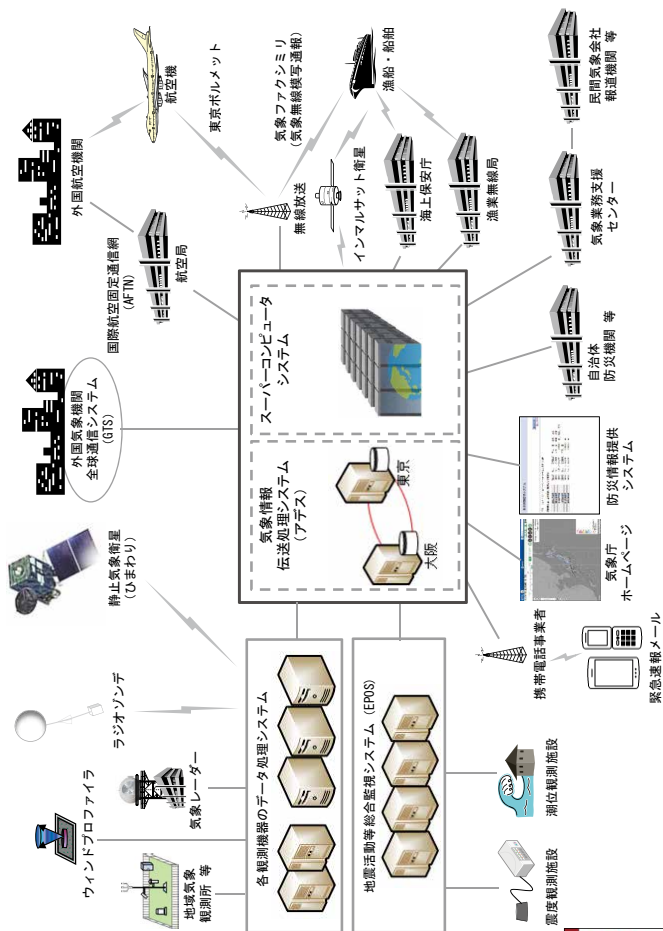 外国航空機関
航空機
東京ボルメット
気象ファクシミリ
(気象無線模写通報)
漁船・船舶
民間気象会社
報道機関 等
国際航空固定通信網
(AFTN)
航空局
無線放送
インマルサット衛星
海上保安庁
漁業無線局
気象業務支援
センター
外国気象機関
全球通信システム
(GTS)
スーパーコンピュータ
システム
自治体
防災機関 等
静止気象衛星
(ひまわり)
気象情報
伝送処理システム
(アデス)
東京
大阪
防災情報提供
システム
気象庁
ホームページ
ラジオゾンデ
ウィンドプロファイラ
気象レーダー
地域気象
観測所 等
各観測機器のデータ処理システム
地震活動等総合監視システム(EPOS)
携帯電話事業者
緊急速報メール
潮位観測施設
震度観測施設